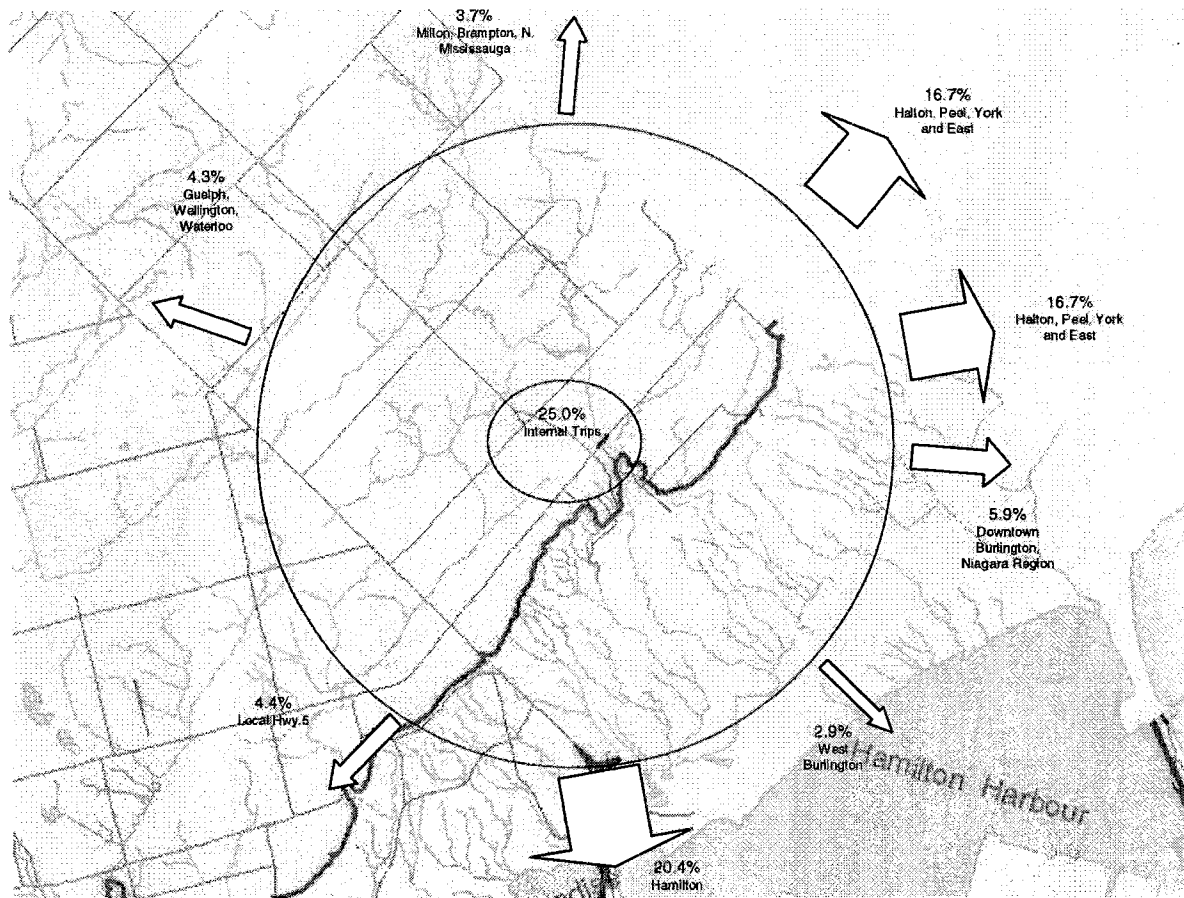 3.7%
Milton, Brampton, N.
Mississauga
16.7%
Halton, Peel, York
and East
4.3%
Guelph,
Wellington,
Waterloo
16.7%
Halton, Peel, York
and East
25.0%
Internal Trips
5.9%
Downtown
Burlington,
Niagara Region
4.4%
Local Hwy.5
2.9%
West
Burlington
Hamilton Harbour
20.4%
Hamilton